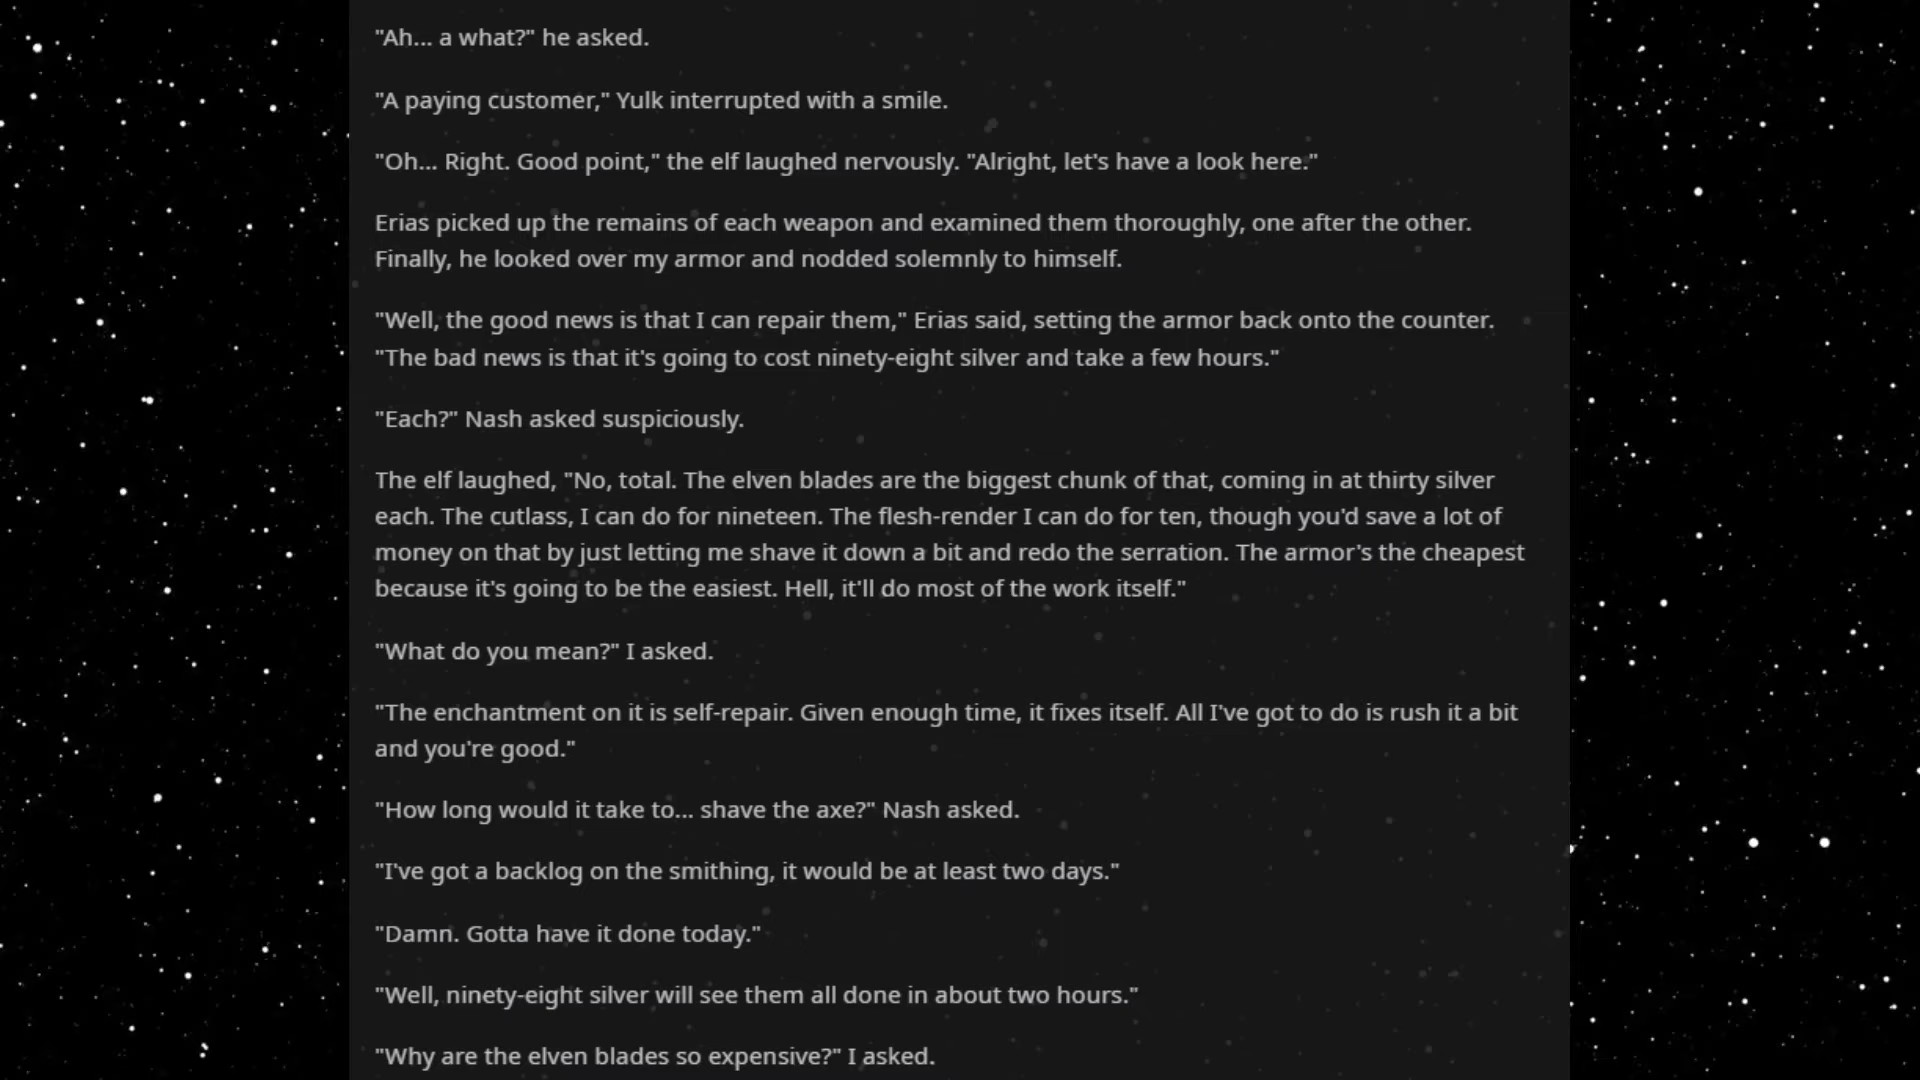 "Ah... a what?" he asked.
"A paying customer," Yulk interrupted with a smile.
"Oh... Right. Good point," the elf laughed nervously. "Alright, let's have a look here."
Erias picked up the remains of each weapon and examined them thoroughly, one after the other.
Finally, he looked over my armor and nodded solemnly to himself.
"Well, the good news is that I can repair them," Erias said, setting the armor back onto the counter.
"The bad news is that it's going to cost ninety-eight silver and take a few hours."
"Each?" Nash asked suspiciously.
The elf laughed, "No, total. The elven blades are the biggest chunk of that, coming in at thirty silver
each. The cutlass, I can do for nineteen. The flesh-render I can do for ten, though you'd save a lot of
money on that by just letting me shave it down a bit and redo the serration. The armor's the cheapest
because it's going to be the easiest. Hell, it'll do most of the work itself."
"What do you mean?" I asked.
"The enchantment on it is self-repair. Given enough time, it fixes itself. All I've got to do is rush it a bit
and you're good."
"How long would it take to... shave the axe?" Nash asked.
"I've got a backlog on the smithing, it would be at least two days."
"Damn. Gotta have it done today."
"Well, ninety-eight silver will see them all done in about two hours."
"Why are the elven blades so expensive?" I asked.